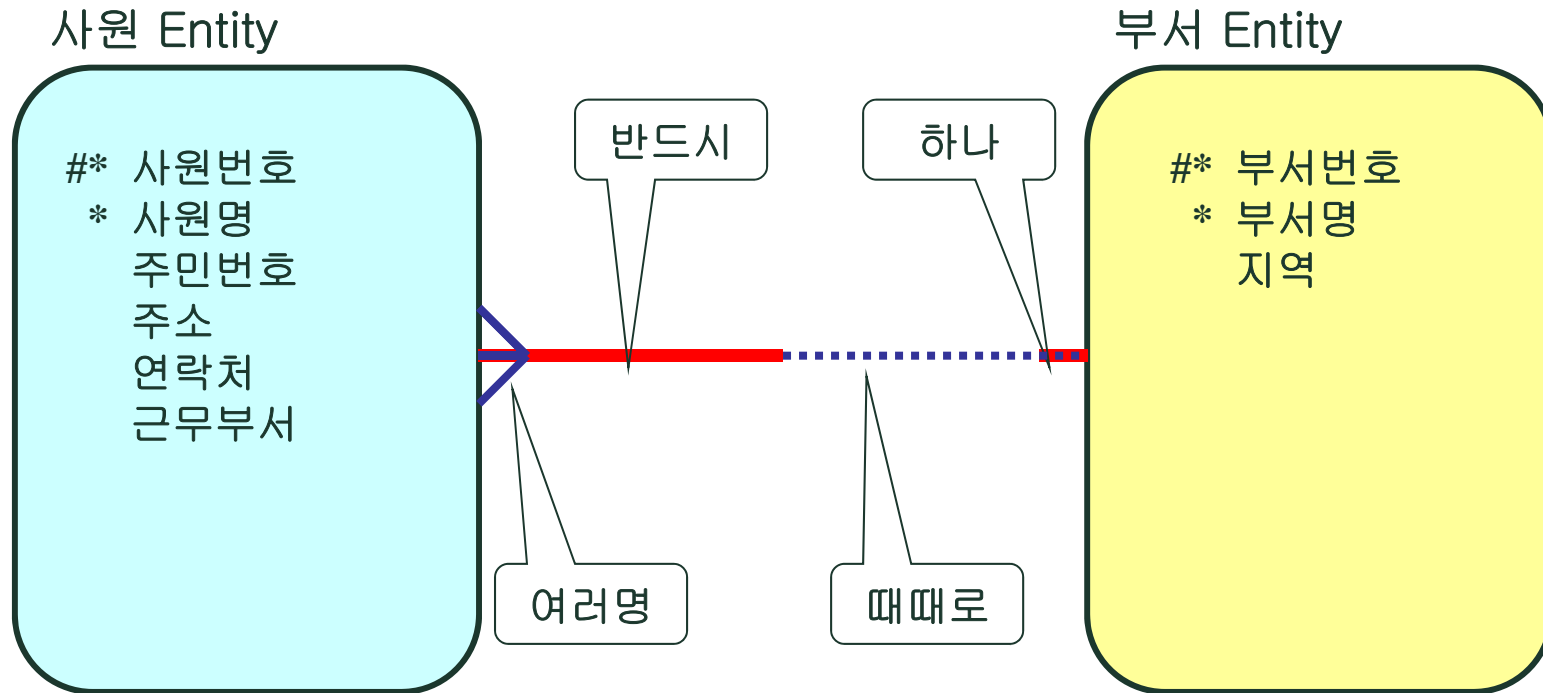 사원 Entity
#* 사원번호
* 사원명
주민번호
주소
연락처
근무부서
반드시
하나
여러명
때때로
부서 Entity
#* 부서번호
* 부서명
지역